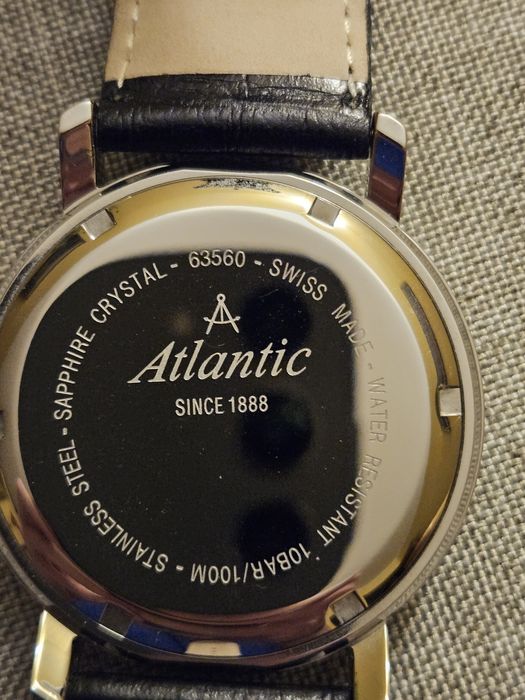 Atlantic
SINCE 1888
STAINLESS STEEL - SAPPHIRE CRYSTAL - 63560 - SWISS MADE - WATER RESISTANT 10BAR/100M -